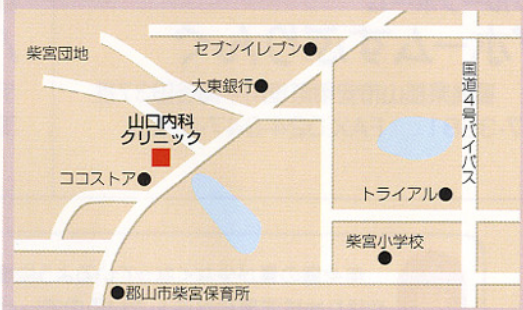 セブンイレブン
柴宮団地
大東銀行
国道4号バイパス
山口内科
クリニック
ココストア
トライアル
柴宮小学校
郡山市柴宮保育所